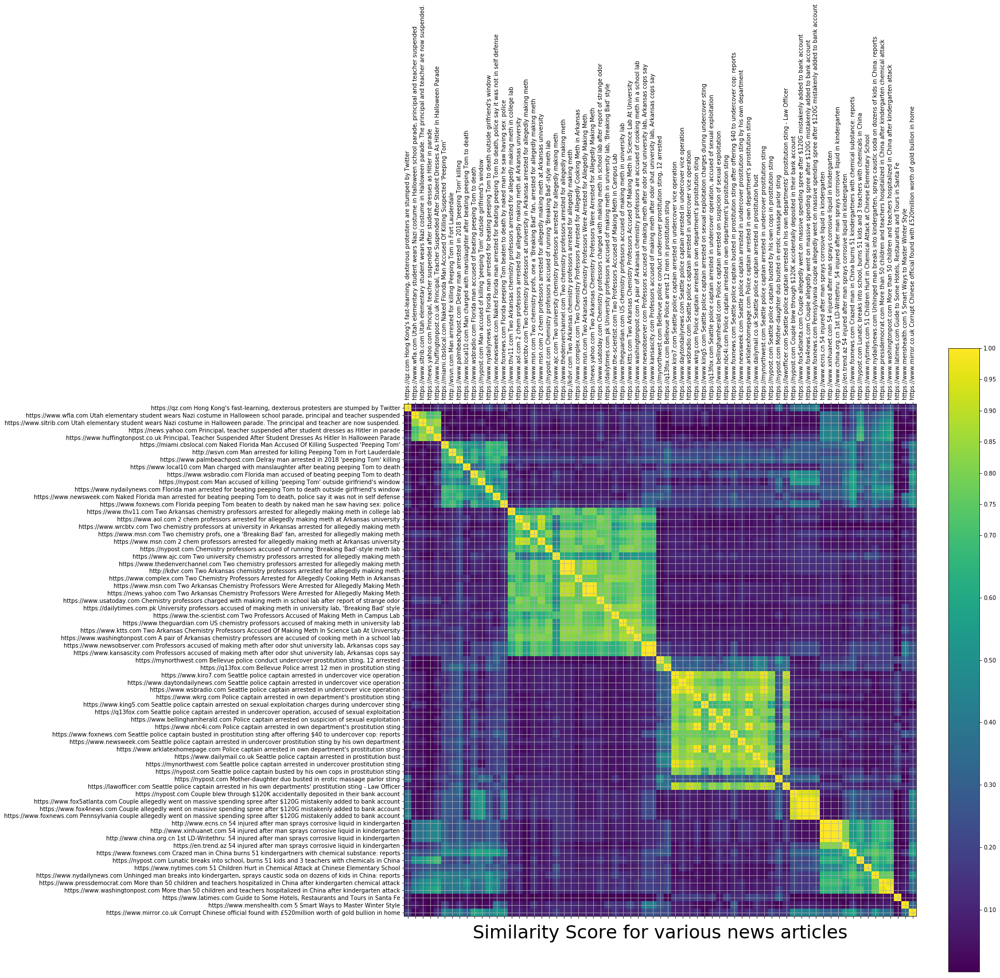 https://qz.com Hong Kong's fast-learning, dexterous protesters are stumped by Twitter
https://www.wfla.com Utah elementary student wears Nazi costume in Halloween school parade, principal and teacher suspended
https://www.sltrib.com Utah elementary student wears Nazi costume in Halloween parade. The principal and teacher are now suspended.
https://news.yahoo.com Principal, teacher suspended after student dresses as Hitler in parade
https://www.huffingtonpost.co.uk Principal, Teacher Suspended After Student Dresses As Hitler In Halloween Parade
https://miami.cbslocal.com Naked Florida Man Accused Of Killing Suspected 'Peeping Tom'
http://wsvn.com Man arrested for killing Peeping Tom in Fort Lauderdale
https://www.palmbeachpost.com Delray man arrested in 2018 'peeping Tom' killing
https://www.local10.com Man charged with manslaughter after beating peeping Tom to death
https://www.wsbradio.com Florida man accused of beating peeping Tom to death
https://nypost.com Man accused of killing 'peeping Tom' outside girlfriend's window
https://www.nydailynews.com Florida man arrested for beating peeping Tom to death outside girlfriend's window
https://www.newsweek.com Naked Florida man arrested for beating peeping Tom to death, police say it was not in self defense
https://www.foxnews.com Florida peeping Tom beaten to death by naked man he saw having sex: police
https://www.thv11.com Two Arkansas chemistry professors arrested for allegedly making meth in college lab
https://www.aol.com 2 chem professors arrested for allegedly making meth at Arkansas university
https://www.wrcbtv.com Two chemistry professors at university in Arkansas arrested for allegedly making meth
https://www.msn.com Two chemistry profs, one a 'Breaking Bad' fan, arrested for allegedly making meth
https://www.msn.com 2 chem professors arrested for allegedly making meth at Arkansas university
https://nypost.com Chemistry professors accused of running 'Breaking Bad'-style meth lab
https://www.ajc.com Two university chemistry professors arrested for allegedly making meth
https://www.thedenverchannel.com Two chemistry professors arrested for allegedly making meth
http://kdvr.com Two Arkansas chemistry professors arrested for allegedly making meth
https://www.complex.com Two Chemistry Professors Arrested for Allegedly Cooking Meth in Arkansas
https://www.msn.com Two Arkansas Chemistry Professors Were Arrested for Allegedly Making Meth
https://news.yahoo.com Two Arkansas Chemistry Professors Were Arrested for Allegedly Making Meth
https://www.usatoday.com Chemistry professors charged with making meth in school lab after report of strange odor
https://dailytimes.com.pk University professors accused of making meth in university lab, 'Breaking Bad' style
https://www.the-scientist.com Two Professors Accused of Making Meth in Campus Lab
https://www.theguardian.com US chemistry professors accused of making meth in university lab
https://www.ktts.com Two Arkansas Chemistry Professors Accused Of Making Meth In Science Lab At University
https://www.washingtonpost.com A pair of Arkansas chemistry professors are accused of cooking meth in a school lab
https://www.newsobserver.com Professors accused of making meth after odor shut university lab, Arkansas cops say
https://www.kansascity.com Professors accused of making meth after odor shut university lab, Arkansas cops say
https://mynorthwest.com Bellevue police conduct undercover prostitution sting, 12 arrested
https://q13fox.com Bellevue Police arrest 12 men in prostitution sting
https://www.kiro7.com Seattle police captain arrested in undercover vice operation
https://www.daytondailynews.com Seattle police captain arrested in undercover vice operation
https://www.wsbradio.com Seattle police captain arrested in undercover vice operation
https://www.wkrg.com Police captain arrested in own department's prostitution sting
https://www.king5.com Seattle police captain arrested on sexual exploitation charges during undercover sting
https://q13fox.com Seattle police captain arrested in undercover operation, accused of sexual exploitation
https://www.bellinghamherald.com Police captain arrested on suspicion of sexual exploitation
https://www.nbc4i.com Police captain arrested in own department's prostitution sting
https://www.foxnews.com Seattle police captain busted in prostitution sting after offering $40 to undercover cop: reports
https://www.newsweek.com Seattle police captain arrested in undercover prostitution sting by his own department
https://www.arklatexhomepage.com Police captain arrested in own department's prostitution sting
https://www.dailymail.co.uk Seattle police captain arrested in prostitution bust
https://mynorthwest.com Seattle police captain arrested in undercover prostitution sting
https://nypost.com Seattle police captain busted by his own cops in prostitution sting
https://nypost.com Mother-daughter duo busted in erotic massage parlor sting
https://lawofficer.com Seattle police captain arrested in his own departments' prostitution sting - Law Officer
https://nypost.com Couple blew through $120K accidentally deposited in their bank account
https://www.fox5atlanta.com Couple allegedly went on massive spending spree after $120G mistakenly added to bank account
https://www.fox4news.com Couple allegedly went on massive spending spree after $120G mistakenly added to bank account
https://www.foxnews.com Pennsylvania couple allegedly went on massive spending spree after $120G mistakenly added to bank account
http://www.ecns.cn 54 injured after man sprays corrosive liquid in kindergarten
http://www.xinhuanet.com 54 injured after man sprays corrosive liquid in kindergarten
http://www.china.org.cn 1st LD-Writethru: 54 injured after man sprays corrosive liquid in kindergarten
https://en.trend.az 54 injured after man sprays corrosive liquid in kindergarten
https://www.foxnews.com Crazed man in China burns 51 kindergartners with chemical substance: reports
https://nypost.com Lunatic breaks into school, burns 51 kids and 3 teachers with chemicals in China
https://www.nytimes.com 51 Children Hurt in Chemical Attack at Chinese Elementary School
https://www.nydailynews.com Unhinged man breaks into kindergarten, sprays caustic soda on dozens of kids in China: reports
https://www.pressdemocrat.com More than 50 children and teachers hospitalized in China after kindergarten chemical attack
https://www.washingtonpost.com More than 50 children and teachers hospitalized in China after kindergarten attack
https://www.latimes.com Guide to Some Hotels, Restaurants and Tours in Santa Fe
https://www.menshealth.com 5 Smart Ways to Master Winter Style
https://www.mirror.co.uk Corrupt Chinese official found with £520million worth of gold bullion in home
1.00
0.95
0.90
0.85
0.80
0.75
0.70
0.60
0.50
0.40
0.30
0.20
0.10
Similarity Score for various news articles